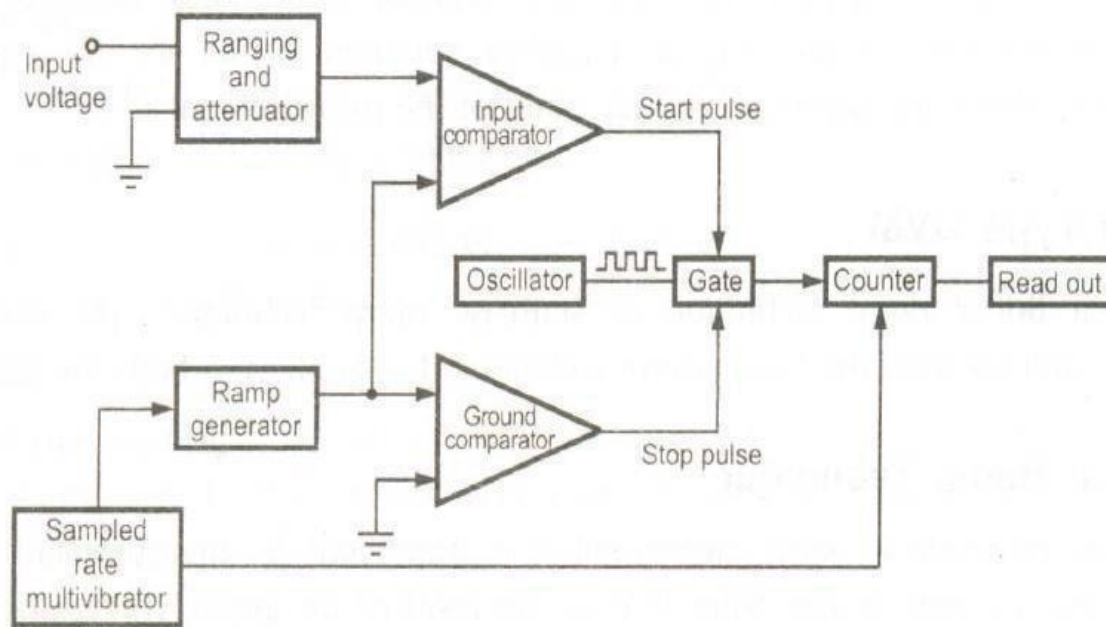 Ranging
and
attenuator
Input
voltage
Input
comparator
Start pulse
Oscillator
Gate
Counter
Read out
Ramp
generator
Ground
comparator
Stop pulse
Sampled
rate
multivibrator